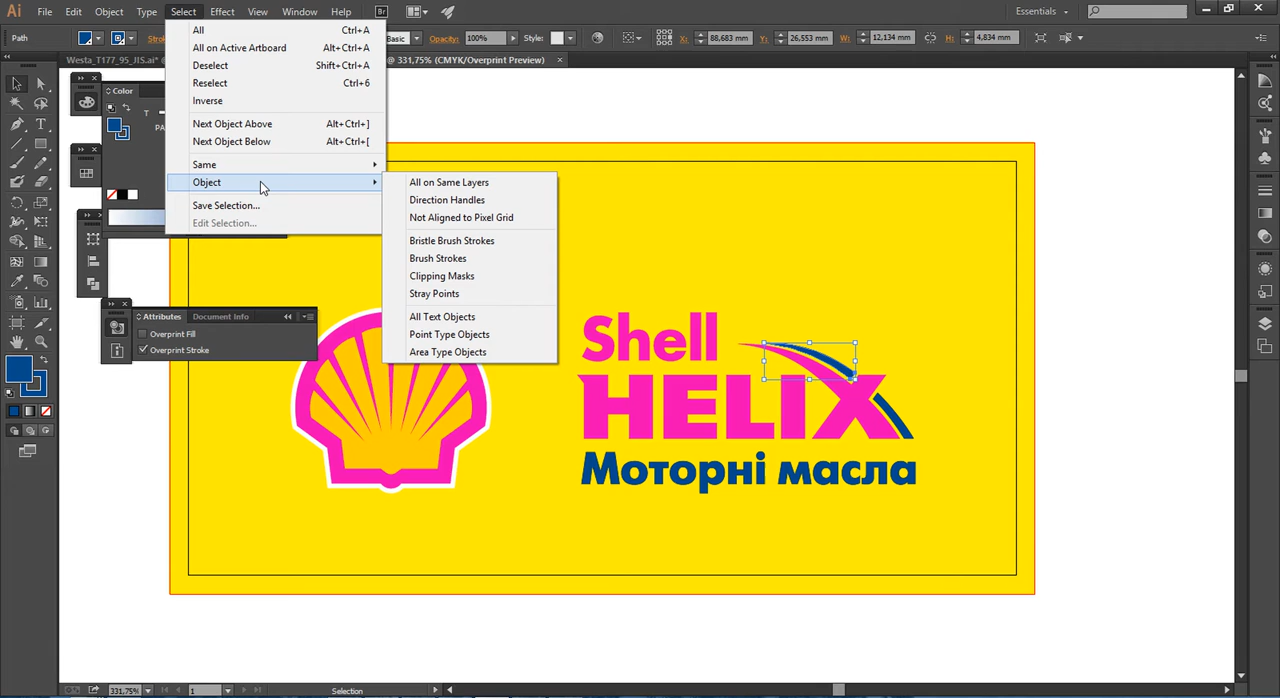 Ai File Edit Object Type Select Effect View Window Help Br Essentials
Path Strok Basic Opacity: 100% Style: X: 88,683 mm Y: 26,553 mm W: 12,134 mm H: 4,834 mm
Westa_T177_95_JIS.ai* @ 331,75% (CMYK/Overprint Preview)
All Ctrl+A
All on Active Artboard Alt+Ctrl+A
Deselect Shift+Ctrl+A
Reselect Ctrl+6
Inverse
Next Object Above Alt+Ctrl+]
Next Object Below Alt+Ctrl+[
Same
Object
Save Selection...
Edit Selection...
Color
T
PA
All on Same Layers
Direction Handles
Not Aligned to Pixel Grid
Bristle Brush Strokes
Brush Strokes
Clipping Masks
Stray Points
All Text Objects
Point Type Objects
Area Type Objects
Attributes Document Info
Overprint Fill
Overprint Stroke
Shell
HELIX
Моторні масла
331,75% 1 Selection